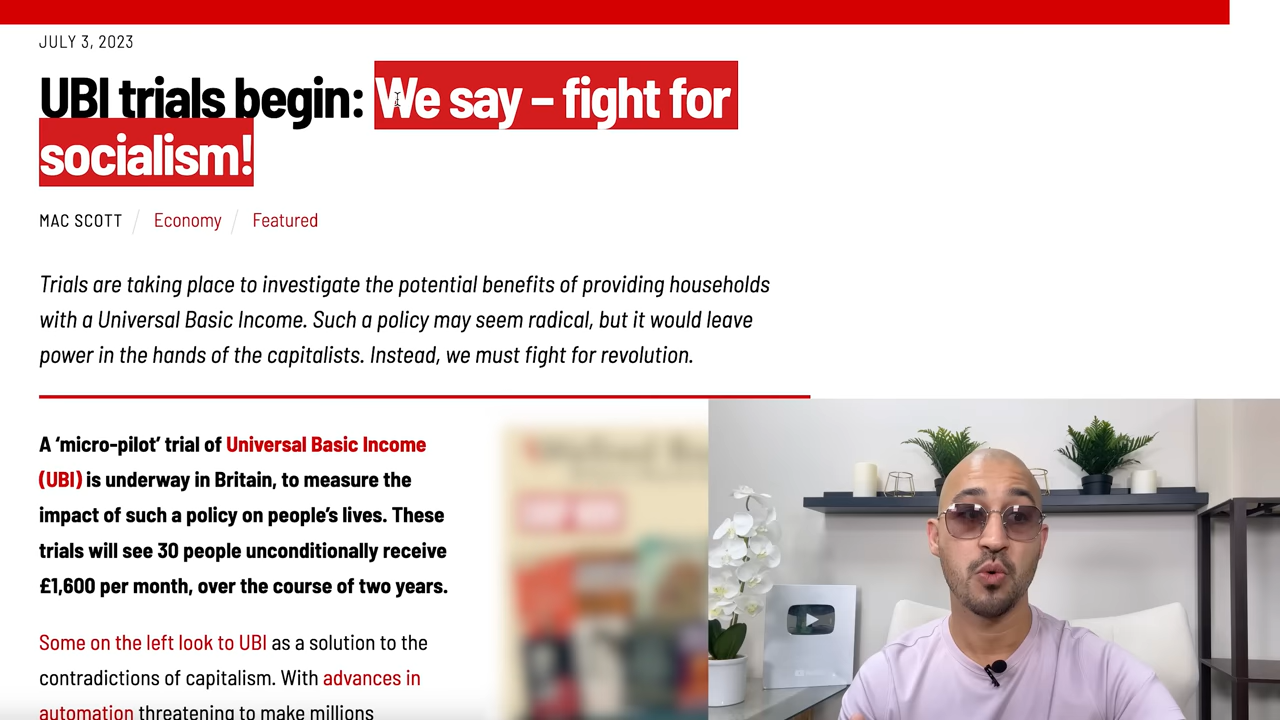 JULY 3, 2023
UBI trials begin: We say – fight for
socialism!
MAC SCOTT / Economy / Featured
Trials are taking place to investigate the potential benefits of providing households
with a Universal Basic Income. Such a policy may seem radical, but it would leave
power in the hands of the capitalists. Instead, we must fight for revolution.
A ‘micro-pilot’ trial of Universal Basic Income
(UBI) is underway in Britain, to measure the
impact of such a policy on people’s lives. These
trials will see 30 people unconditionally receive
£1,600 per month, over the course of two years.
Some on the left look to UBI as a solution to the
contradictions of capitalism. With advances in
automation threatening to make millions